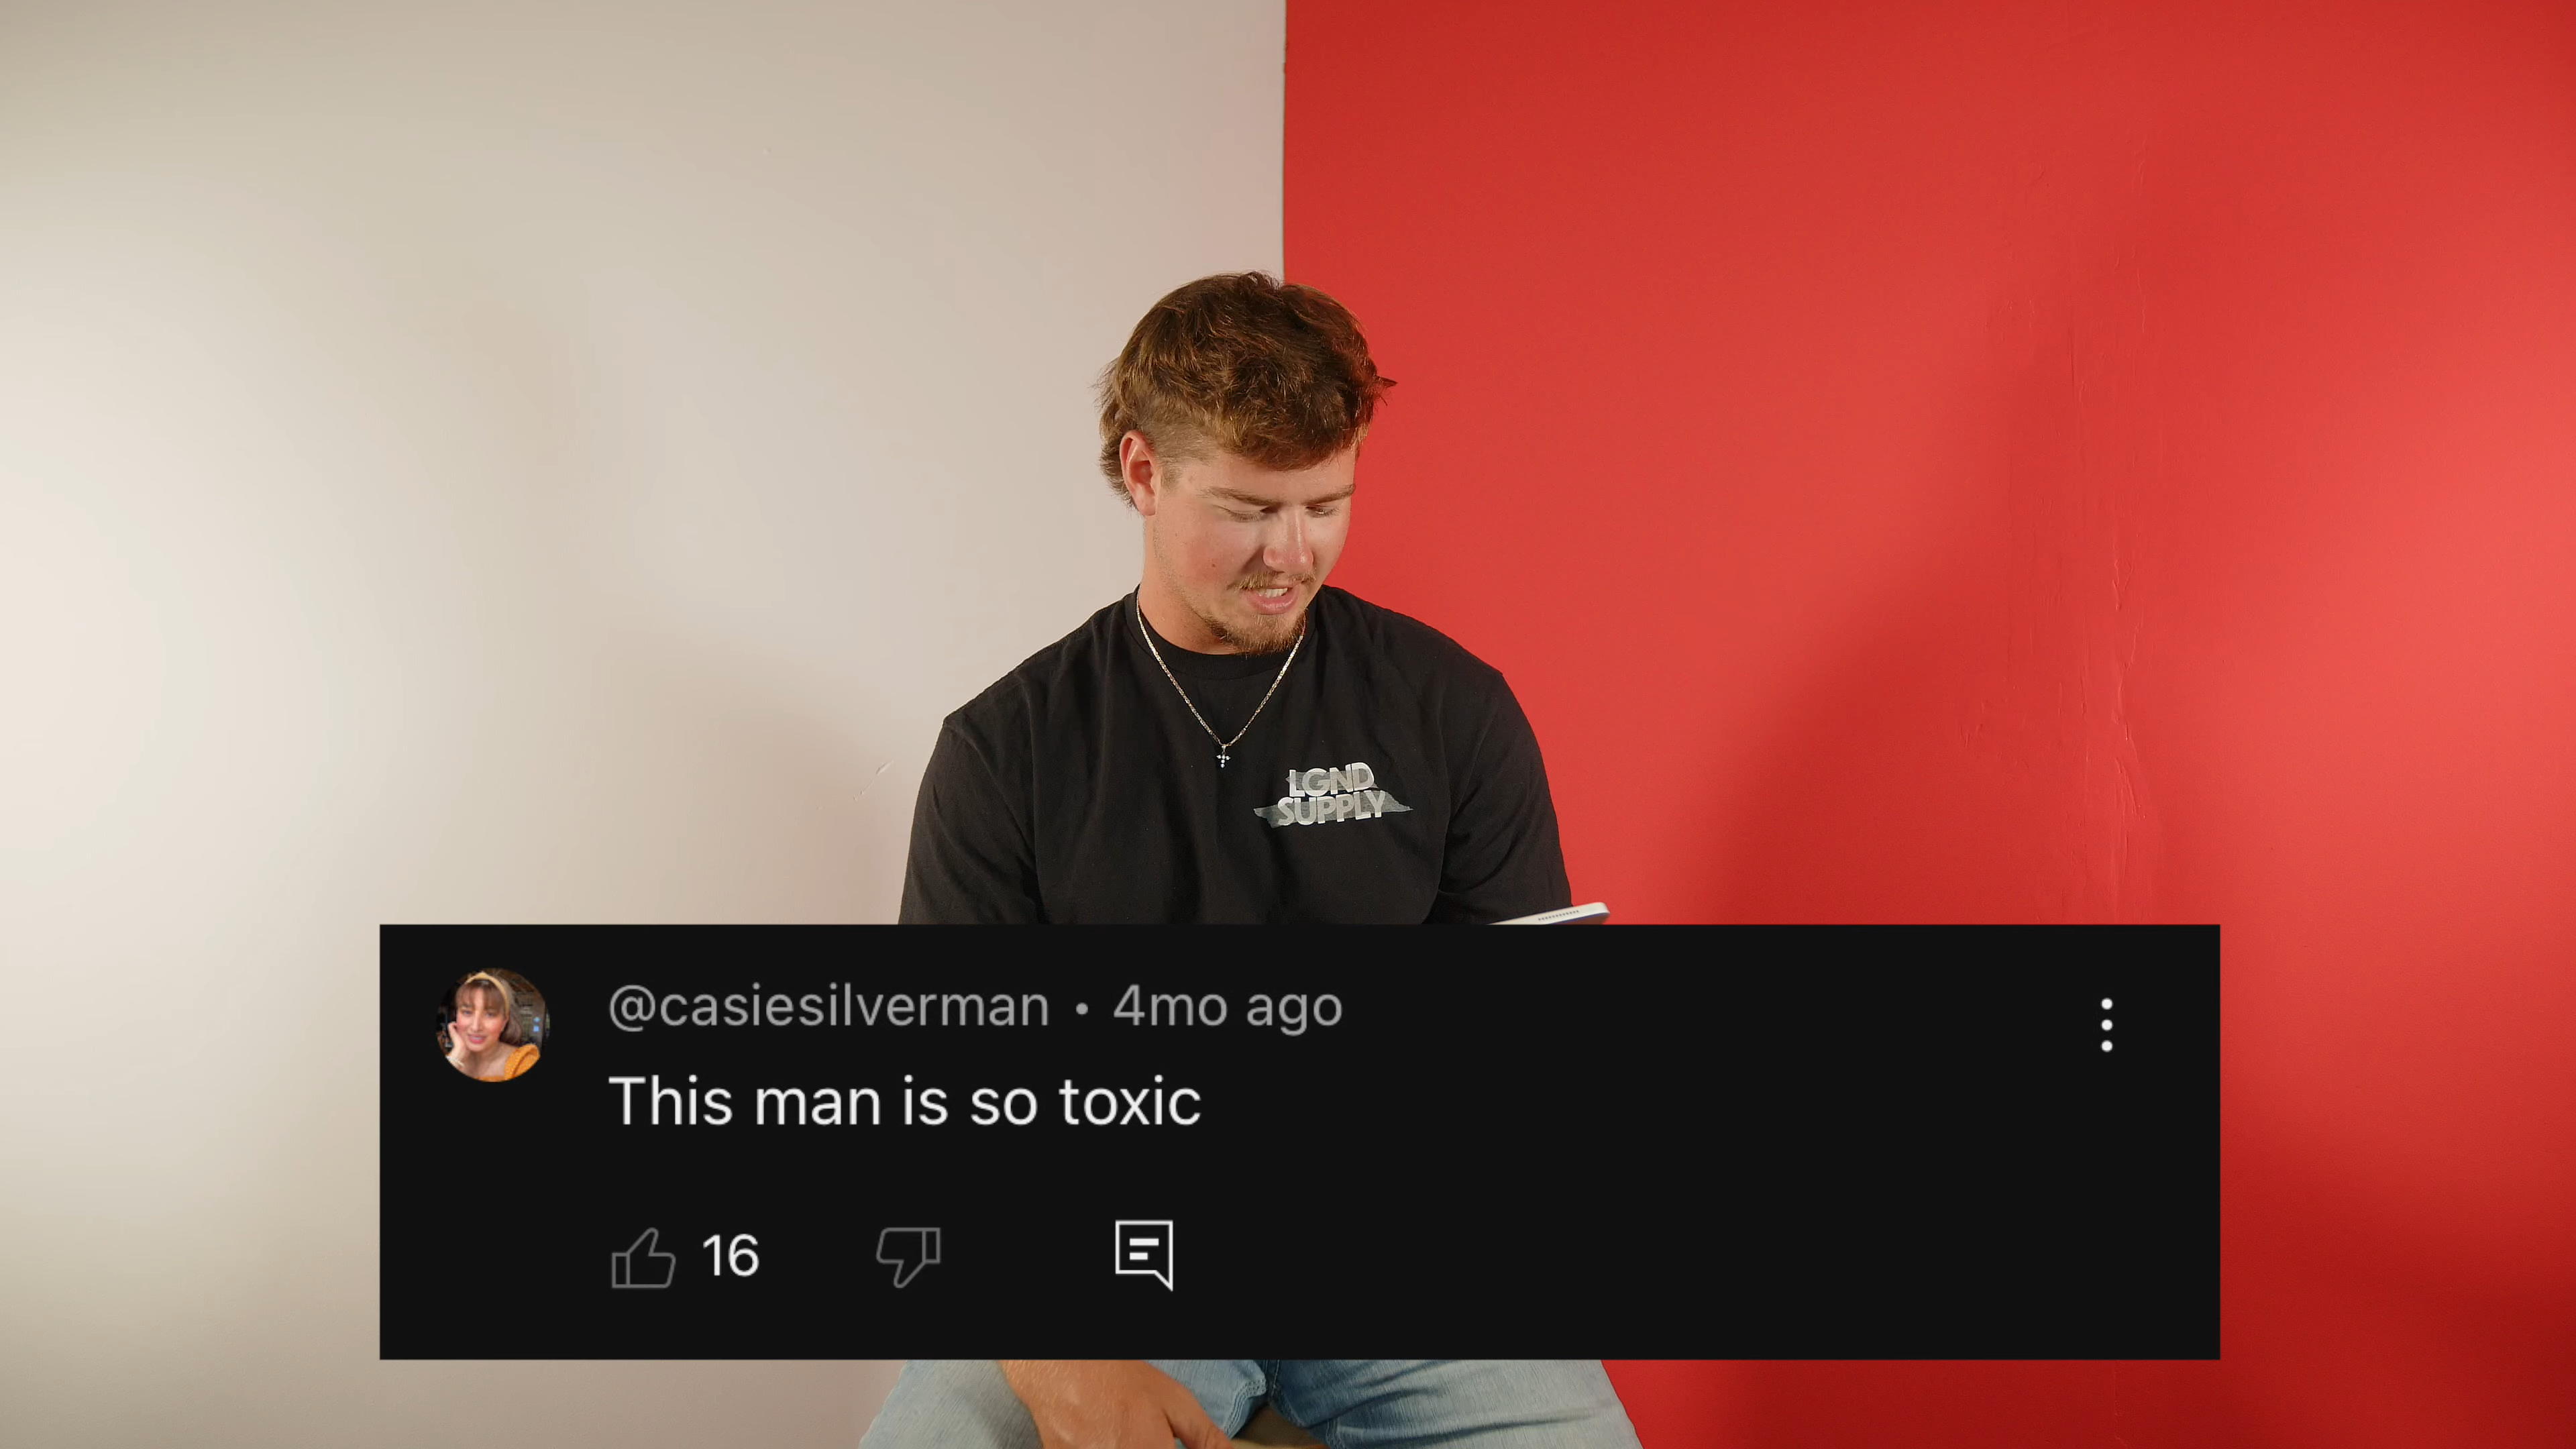 LGND
SUPPLY
@casiesilverman • 4mo ago
This man is so toxic
16